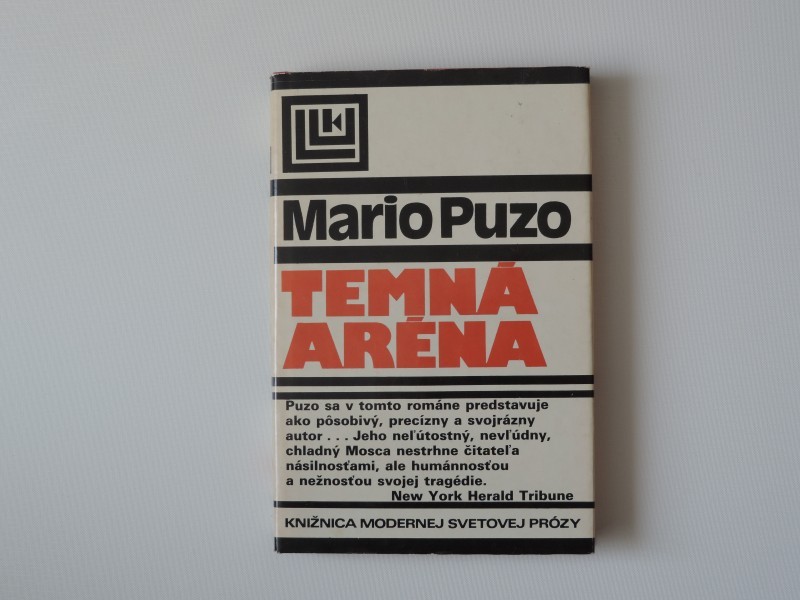 Mario Puzo
TEMNÁ
ARÉNA
Puzo sa v tomto románe predstavuje
ako pôsobivý, precízny a svojrázny
autor . . . Jeho neľútostný, nevľúdny,
chladný Mosca nestrhne čitateľa
násilnosťami, ale humánnosťou
a nežnosťou svojej tragédie.
New York Herald Tribune
KNIŽNICA MODERNEJ SVETOVEJ PRÓZY